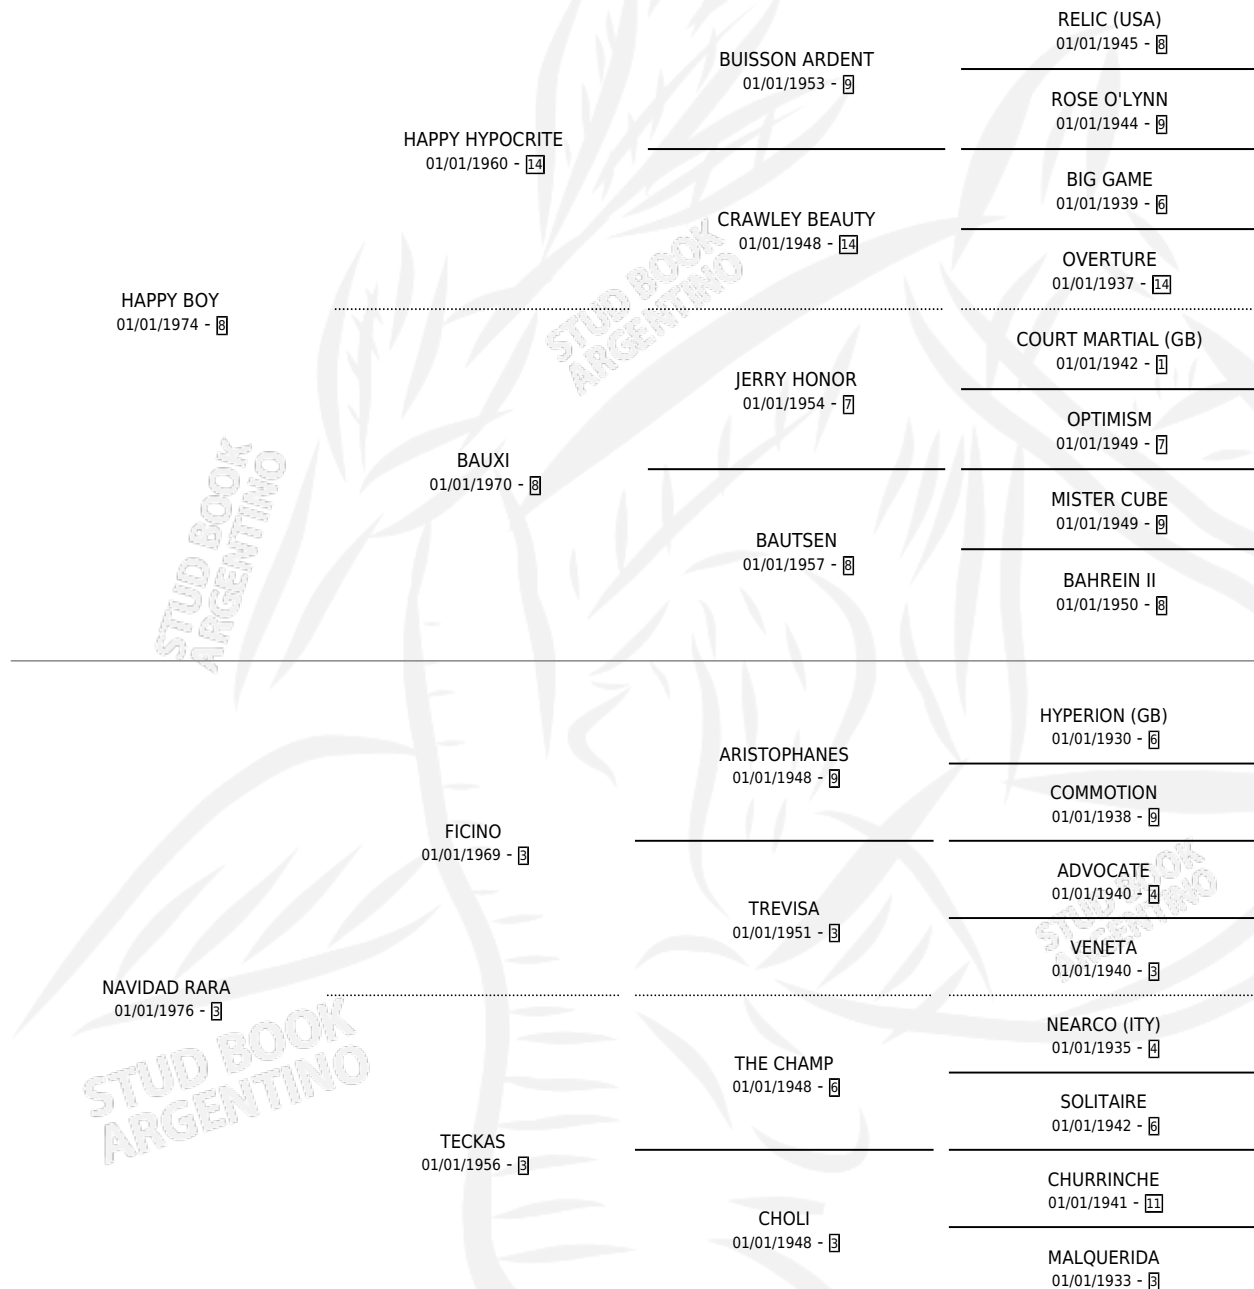 RELIC (USA)
01/01/1945 - 8
BUISSON ARDENT
01/01/1953 - 9
ROSE O'LYNN
01/01/1944 - 9
HAPPY HYPOCRITE
01/01/1960 - 14
BIG GAME
01/01/1939 - 6
CRAWLEY BEAUTY
01/01/1948 - 14
OVERTURE
01/01/1937 - 14
HAPPY BOY
01/01/1974 - 8
COURT MARTIAL (GB)
01/01/1942 - 1
JERRY HONOR
01/01/1954 - 7
OPTIMISM
01/01/1949 - 7
BAUXI
01/01/1970 - 8
MISTER CUBE
01/01/1949 - 9
BAUTSEN
01/01/1957 - 8
BAHREIN II
01/01/1950 - 8
HYPERION (GB)
01/01/1930 - 6
ARISTOPHANES
01/01/1948 - 9
COMMOTION
01/01/1938 - 9
FICINO
01/01/1969 - 3
ADVOCATE
01/01/1940 - 4
TREVISA
01/01/1951 - 3
VENETA
01/01/1940 - 3
NAVIDAD RARA
01/01/1976 - 3
NEARCO (ITY)
01/01/1935 - 4
THE CHAMP
01/01/1948 - 6
SOLITAIRE
01/01/1942 - 6
TECKAS
01/01/1956 - 3
CHURRINCHE
01/01/1941 - 11
CHOLI
01/01/1948 - 3
MALQUERIDA
01/01/1933 - 3
STUD BOOK
ARGENTINO
STUD BOOK
ARGENTINO
STUD BOOK
ARGENTINO
STUD BOOK
ARGENTINO